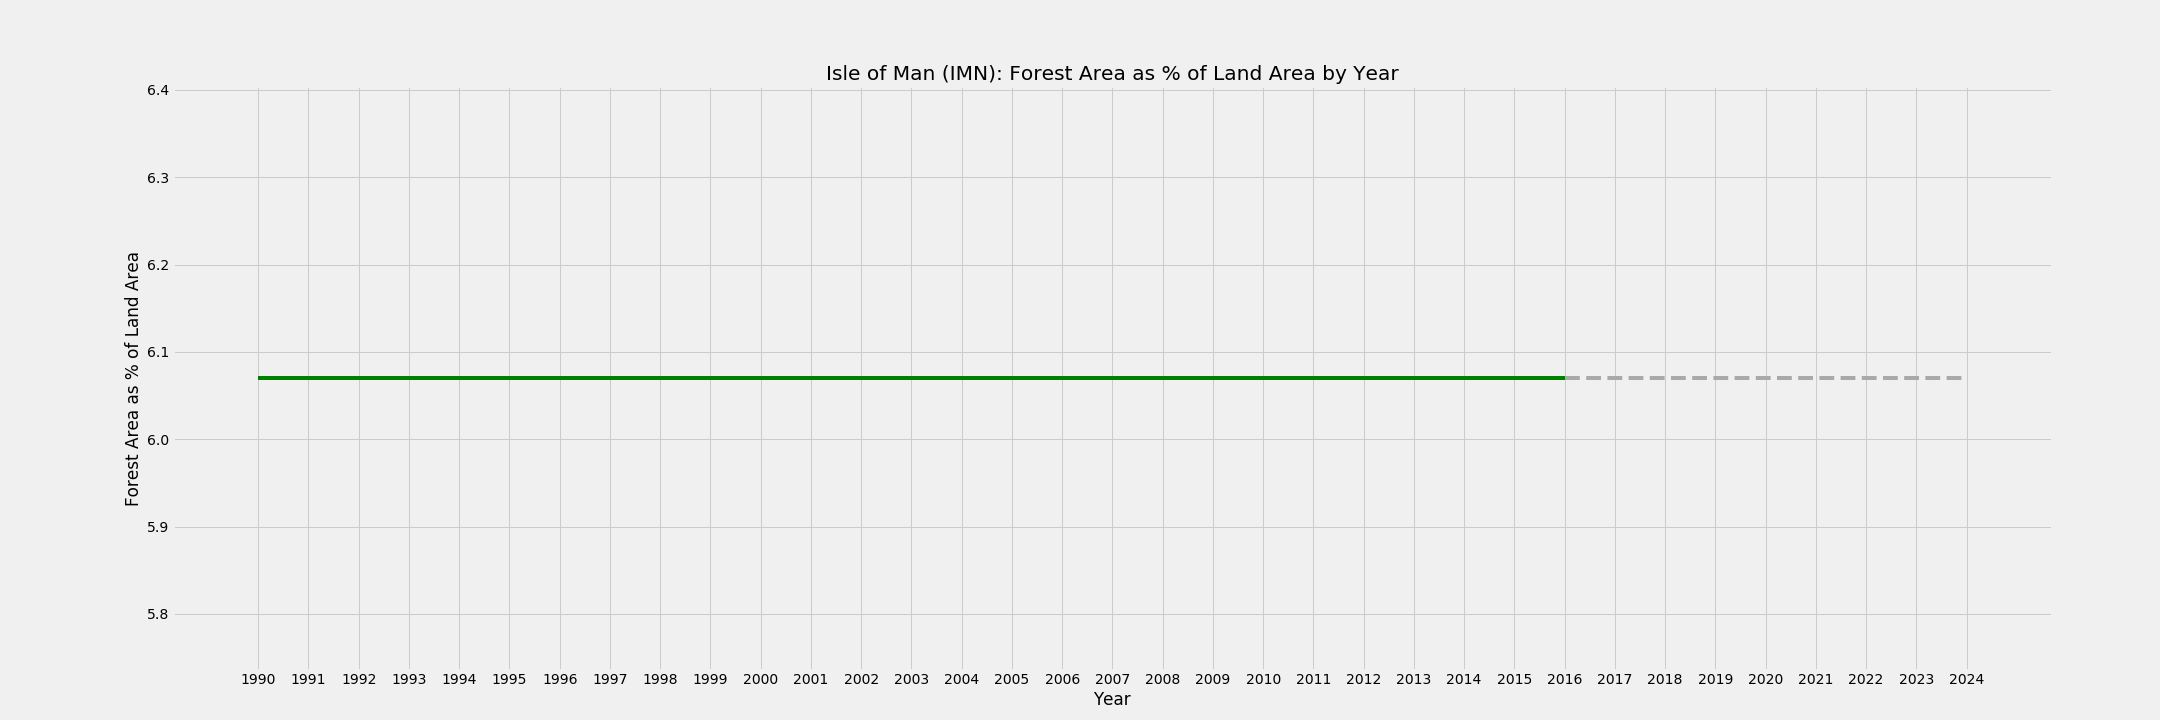 Isle of Man (IMN): Forest Area as % of Land Area by Year
Forest Area as % of Land Area
6.4
6.3
6.2
6.1
6.0
5.9
5.8
1990 1991 1992 1993 1994 1995 1996 1997 1998 1999 2000 2001 2002 2003 2004 2005 2006 2007 2008 2009 2010 2011 2012 2013 2014 2015 2016 2017 2018 2019 2020 2021 2022 2023 2024
Year